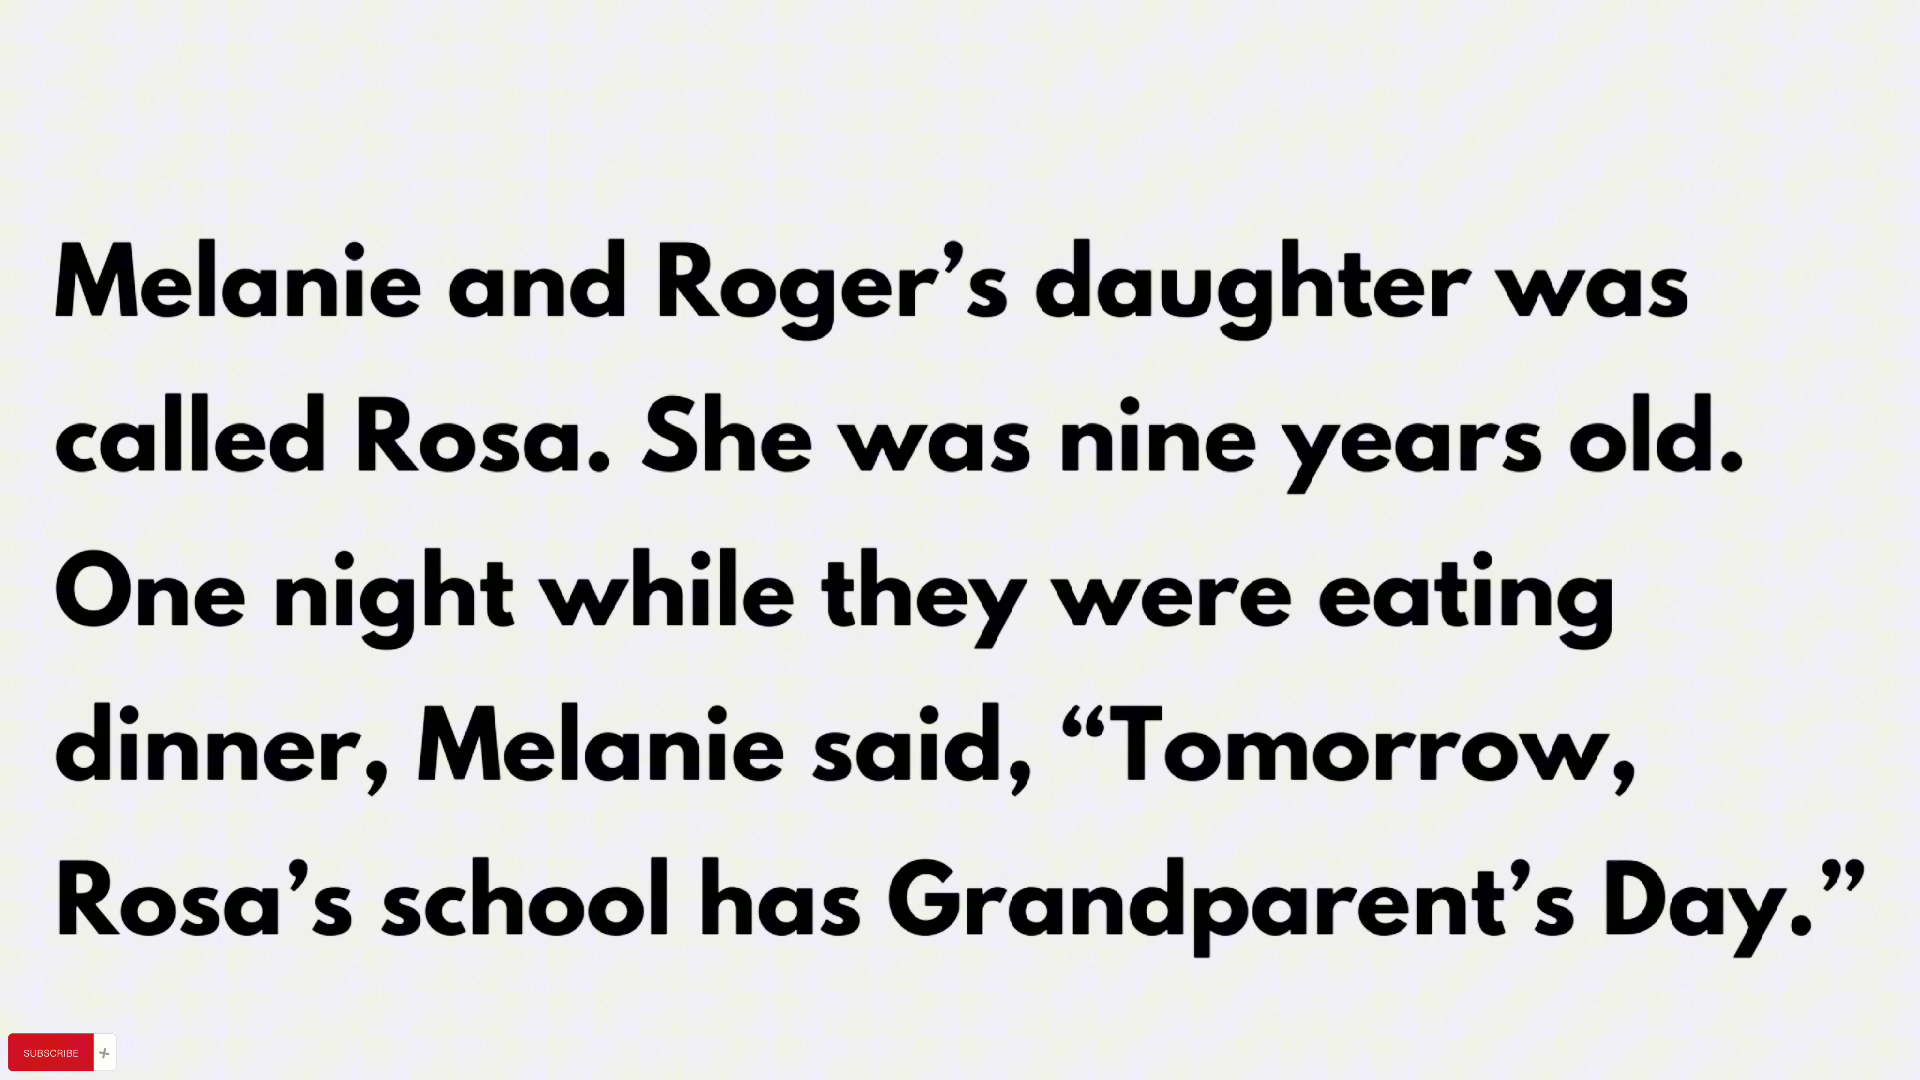 Melanie and Roger’s daughter was
called Rosa. She was nine years old.
One night while they were eating
dinner, Melanie said, “Tomorrow,
Rosa’s school has Grandparent’s Day.”
SUBSCRIBE +